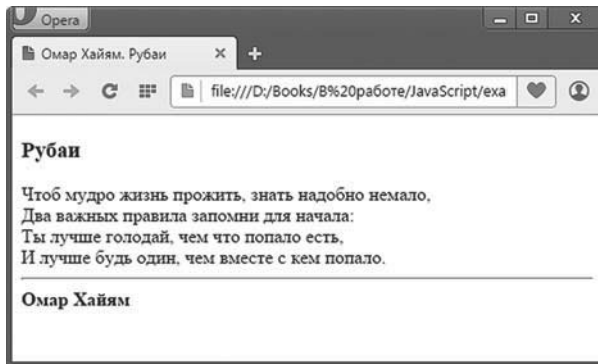 Opera
Омар Хайям. Рубаи
file:///D:/Books/В%20работе/JavaScript/exa
Рубаи
Чтоб мудро жизнь прожить, знать надобно немало,
Два важных правила запомни для начала:
Ты лучше голодай, чем что попало есть,
И лучше будь один, чем вместе с кем попало.
Омар Хайям